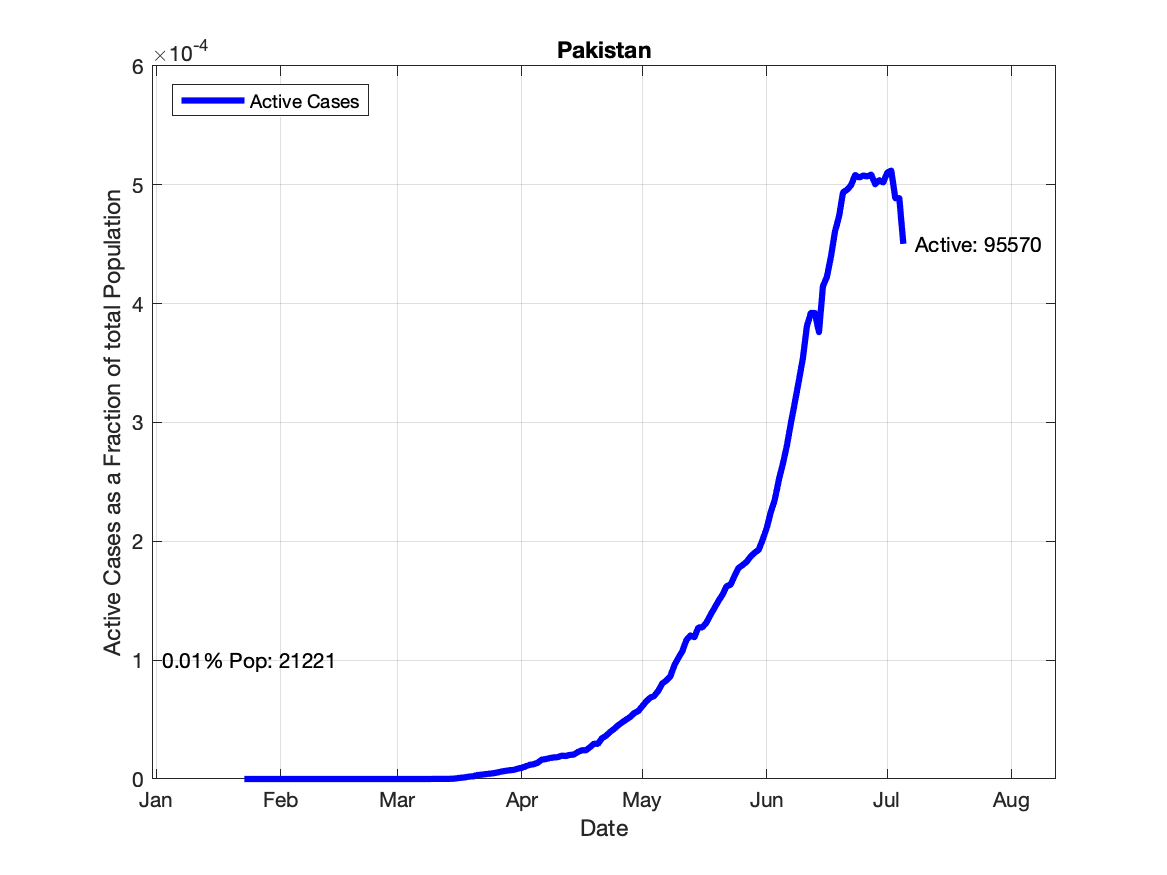 Pakistan
×10-4
Active Cases
6
5
4
3
2
1
0
Active Cases as a Fraction of total Population
Active: 95570
0.01% Pop: 21221
Jan Feb Mar Apr May Jun Jul Aug
Date